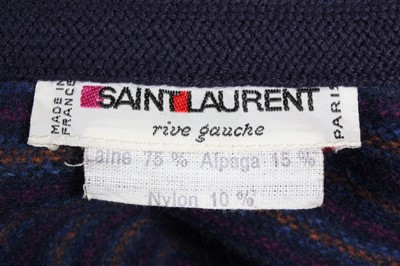 MADE IN FRANCE
SAINT LAURENT
rive gauche
PARIS
Laine 75 % Alpaga 15 %
Nylon 10 %